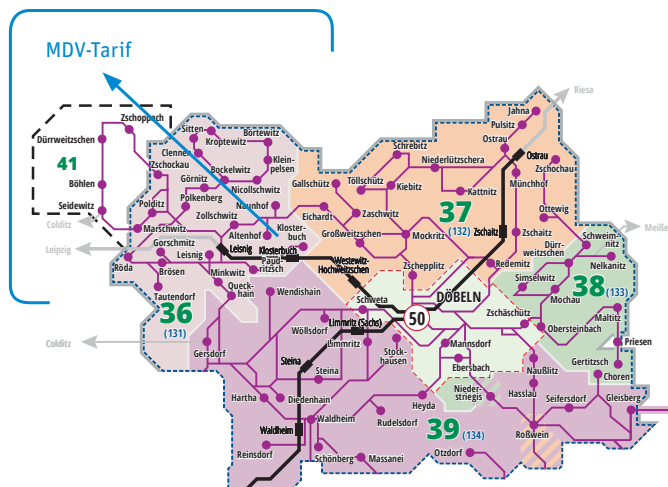 MDV-Tarif
Riesa
Jahna
Zschoppach
Pulsitz
Sitten
Bortewitz
Kroptewitz
Ostrau
Dürrweitzschen
Schrebitz
Ostrau
Clennen
Klein-
pelsen
Niederlützschera
41
Zschockau
Bockelwitz
Zschochau
Gallschütz
Töllschütz
Kiebitz
Münchhof
Böhlen
Görnitz
Nicollschwitz
Kattnitz
Polkenberg
37
Seidewitz
Polditz
Naunhof
Eichardt
Zaschwitz
Ottewig
Zollschwitz
(132)
Colditz
Marschwitz
Altenhof
Kloster-
buch
Großweitzschen
Mockritz
Zschaitz
Zschaitz
Schweim-
nitz
Meiße
Gorschmitz
Leisnig
Klosterbuch
Dürr-
weitzschen
Leipzig
Leisnig
Paud-
ritzsch
Westewitz-
Hochweitzschen
Nelkanitz
Röda
Brösen
Minkwitz
Zschepplitz
Redemitz
Simselwitz
38
(133)
Tautendorf
Queck-
hain
Wendishain
Schweta
DÖBELN
Mochau
36
(131)
Wöllsdorf
Limmritz (Sachs)
50
Zschäschütz
Maltitz
Obersteinbach
Colditz
Limmritz
Mannsdorf
Priesen
Gersdorf
Stock-
hausen
Gertitzsch
Steina
Steina
Ebersbach
Naußlitz
Choren
Hartha
Diedenhain
Nieder-
striegis
Hasslau
Seifersdorf
Gleisberg
Waldheim
Heyda
Waldheim
Rudelsdorf
39
(134)
Roßwein
Reinsdorf
Schönberg
Massanei
Otzdorf